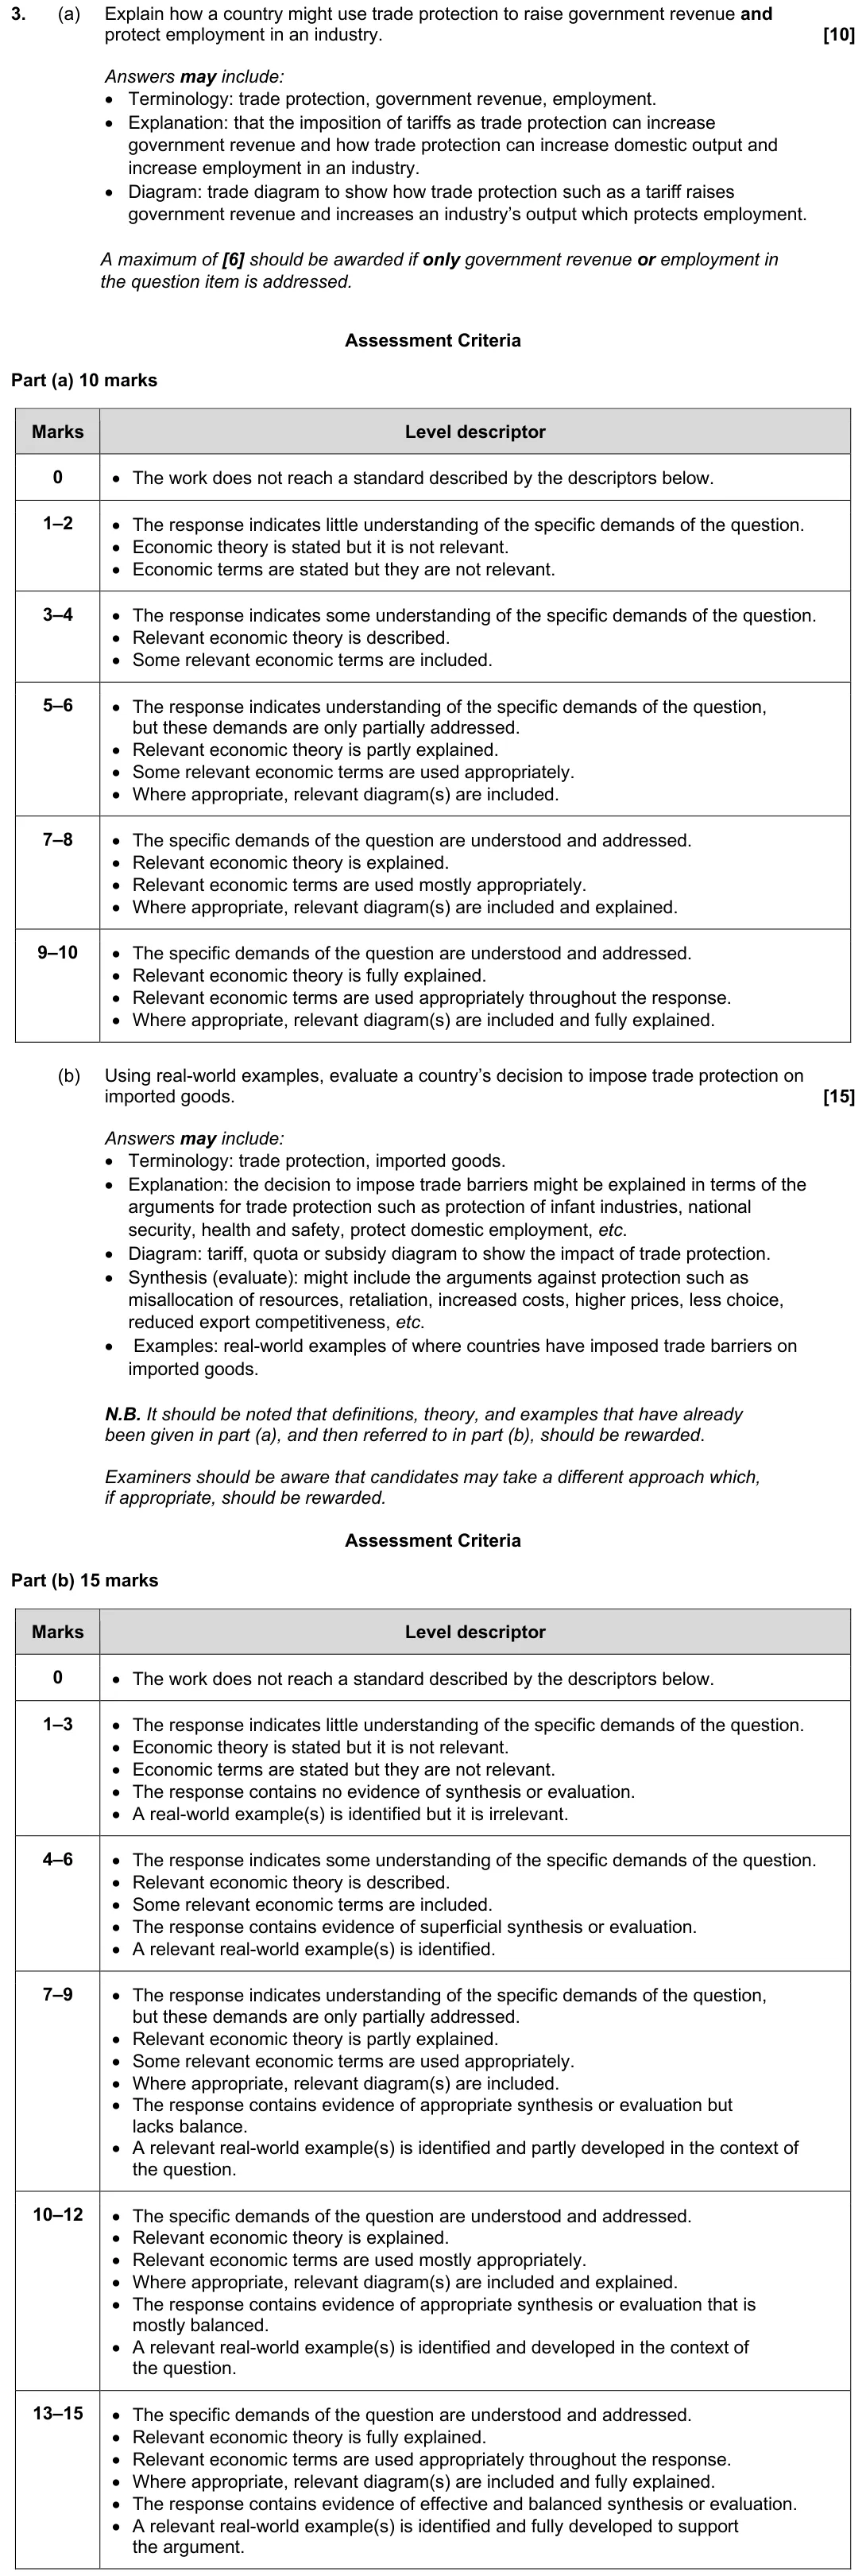 3. (a) Explain how a country might use trade protection to raise government revenue and
protect employment in an industry. [10]
Answers may include:
• Terminology: trade protection, government revenue, employment.
• Explanation: that the imposition of tariffs as trade protection can increase
government revenue and how trade protection can increase domestic output and
increase employment in an industry.
• Diagram: trade diagram to show how trade protection such as a tariff raises
government revenue and increases an industry's output which protects employment.
A maximum of [6] should be awarded if only government revenue or employment in
the question item is addressed.
Assessment Criteria
Part (a) 10 marks
Marks Level descriptor
0 • The work does not reach a standard described by the descriptors below.
1–2 • The response indicates little understanding of the specific demands of the question.
• Economic theory is stated but it is not relevant.
• Economic terms are stated but they are not relevant.
3–4 • The response indicates some understanding of the specific demands of the question.
• Relevant economic theory is described.
• Some relevant economic terms are included.
5–6 • The response indicates understanding of the specific demands of the question,
but these demands are only partially addressed.
• Relevant economic theory is partly explained.
• Some relevant economic terms are used appropriately.
• Where appropriate, relevant diagram(s) are included.
7–8 • The specific demands of the question are understood and addressed.
• Relevant economic theory is explained.
• Relevant economic terms are used mostly appropriately.
• Where appropriate, relevant diagram(s) are included and explained.
9–10 • The specific demands of the question are understood and addressed.
• Relevant economic theory is fully explained.
• Relevant economic terms are used appropriately throughout the response.
• Where appropriate, relevant diagram(s) are included and fully explained.
(b) Using real-world examples, evaluate a country's decision to impose trade protection on
imported goods. [15]
Answers may include:
• Terminology: trade protection, imported goods.
• Explanation: the decision to impose trade barriers might be explained in terms of the
arguments for trade protection such as protection of infant industries, national
security, health and safety, protect domestic employment, etc.
• Diagram: tariff, quota or subsidy diagram to show the impact of trade protection.
• Synthesis (evaluate): might include the arguments against protection such as
misallocation of resources, retaliation, increased costs, higher prices, less choice,
reduced export competitiveness, etc.
• Examples: real-world examples of where countries have imposed trade barriers on
imported goods.
N.B. It should be noted that definitions, theory, and examples that have already
been given in part (a), and then referred to in part (b), should be rewarded.
Examiners should be aware that candidates may take a different approach which,
if appropriate, should be rewarded.
Assessment Criteria
Part (b) 15 marks
Marks Level descriptor
0 • The work does not reach a standard described by the descriptors below.
1–3 • The response indicates little understanding of the specific demands of the question.
• Economic theory is stated but it is not relevant.
• Economic terms are stated but they are not relevant.
• The response contains no evidence of synthesis or evaluation.
• A real-world example(s) is identified but it is irrelevant.
4–6 • The response indicates some understanding of the specific demands of the question.
• Relevant economic theory is described.
• Some relevant economic terms are included.
• The response contains evidence of superficial synthesis or evaluation.
• A relevant real-world example(s) is identified.
7–9 • The response indicates understanding of the specific demands of the question,
but these demands are only partially addressed.
• Relevant economic theory is partly explained.
• Some relevant economic terms are used appropriately.
• Where appropriate, relevant diagram(s) are included.
• The response contains evidence of appropriate synthesis or evaluation but
lacks balance.
• A relevant real-world example(s) is identified and partly developed in the context of
the question.
10–12 • The specific demands of the question are understood and addressed.
• Relevant economic theory is explained.
• Relevant economic terms are used mostly appropriately.
• Where appropriate, relevant diagram(s) are included and explained.
• The response contains evidence of appropriate synthesis or evaluation that is
mostly balanced.
• A relevant real-world example(s) is identified and developed in the context of
the question.
13–15 • The specific demands of the question are understood and addressed.
• Relevant economic theory is fully explained.
• Relevant economic terms are used appropriately throughout the response.
• Where appropriate, relevant diagram(s) are included and fully explained.
• The response contains evidence of effective and balanced synthesis or evaluation.
• A relevant real-world example(s) is identified and fully developed to support
the argument.